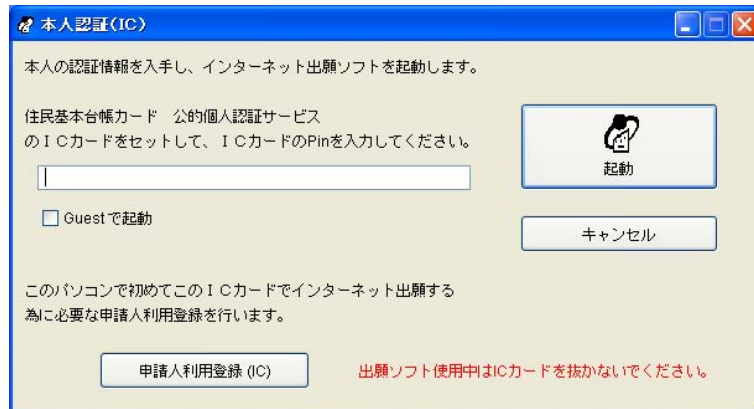 本人認証(IC)
本人の認証情報を入手し、インターネット出願ソフトを起動します。
住民基本台帳カード　公的個人認証サービス
のＩＣカードをセットして、ＩＣカードのPinを入力してください。
起動
Guestで起動
キャンセル
このパソコンで初めてこのＩＣカードでインターネット出願する
為に必要な申請人利用登録を行います。
申請人利用登録 (IC)
出願ソフト使用中はICカードを抜かないでください。